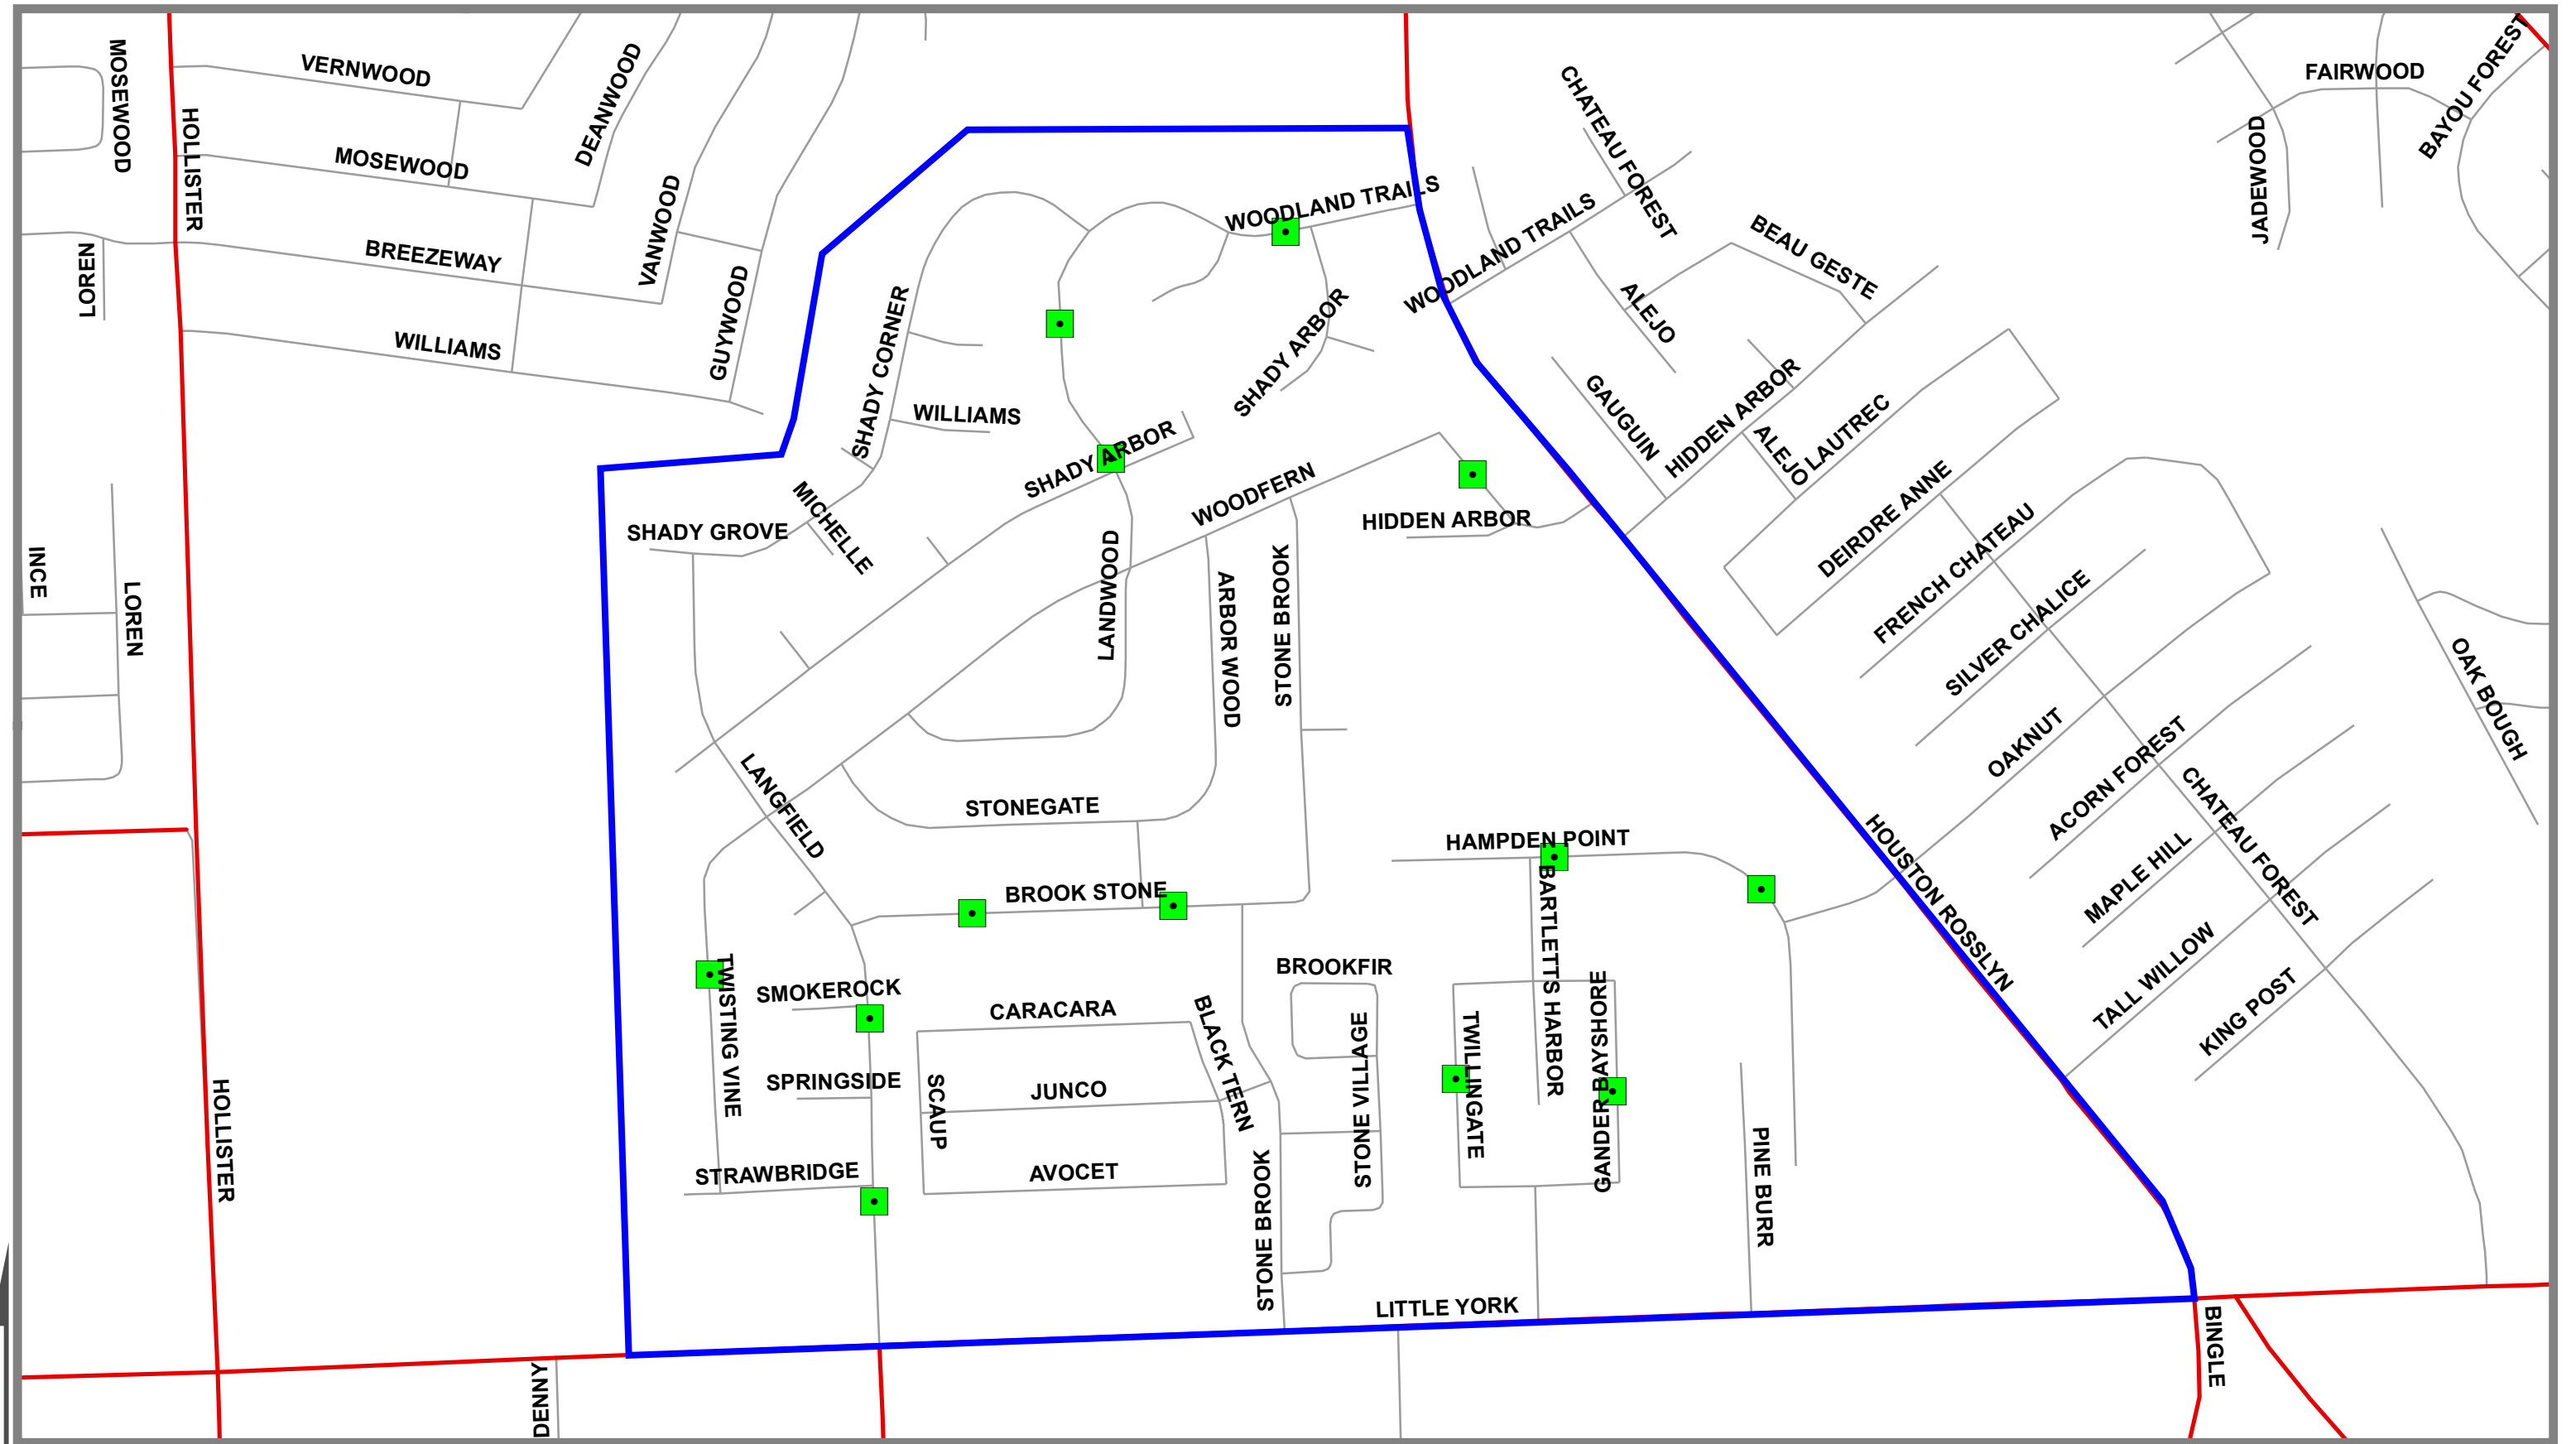 MOSEWOOD
VERNWOOD
HOLLISTER
MOSEWOOD
DEANWOOD
BREEZEWAY
VANWOOD
LOREN
WILLIAMS
GUYWOOD
CHATEAU FOREST
FAIRWOOD
BAYOU FOREST
JADEWOOD
WOODLAND TRAILS
WOODLAND TRAILS
BEAU GESTE
SHADY CORNER
SHADY ARBOR
ALEJO
WILLIAMS
SHADY ARBOR
GAUGUIN
HIDDEN ARBOR
ALEJO
LAUTREC
MICHELLE
SHADY GROVE
WOODFERN
HIDDEN ARBOR
DEIRDRE ANNE
FRENCH CHATEAU
SILVER CHALICE
INCE
LOREN
LANDWOOD
ARBOR WOOD
STONE BROOK
OAK BOUGH
OAKNUT
ACORN FOREST
CHATEAU FOREST
MAPLE HILL
TALL WILLOW
KING POST
LANGFIELD
STONEGATE
HAMPDEN POINT
HOUSTON ROSSLYN
BROOK STONE
BARTLETTS HARBOR
BROOKFIR
TWISTING VINE
SMOKEROCK
CARACARA
BLACK TERN
STONE VILLAGE
TWILLINGATE
GANDER BAYSHORE
SPRINGSIDE
SCAUP
JUNCO
HOLLISTER
STRAWBRIDGE
AVOCET
STONE BROOK
PINE BURR
LITTLE YORK
BINGLE
DENNY